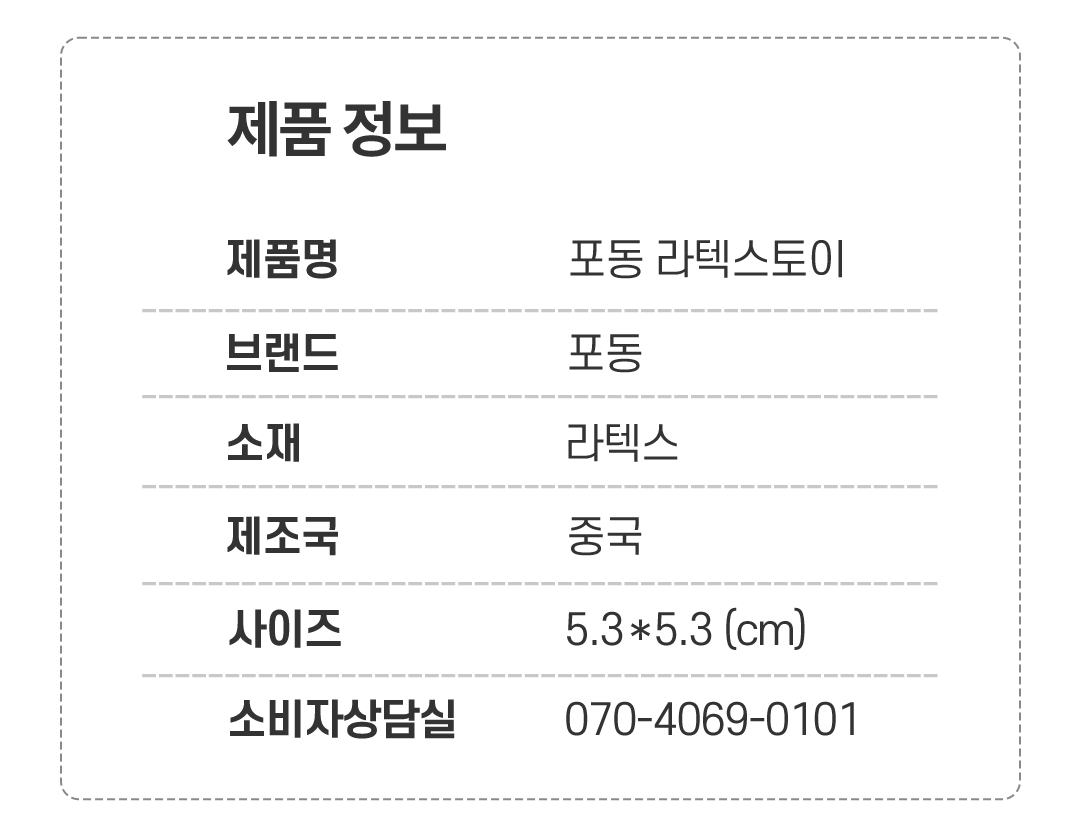 제품 정보
제품명 포동 라텍스토이
브랜드 포동
소재 라텍스
제조국 중국
사이즈 5.3*5.3 (cm)
소비자상담실 070-4069-0101